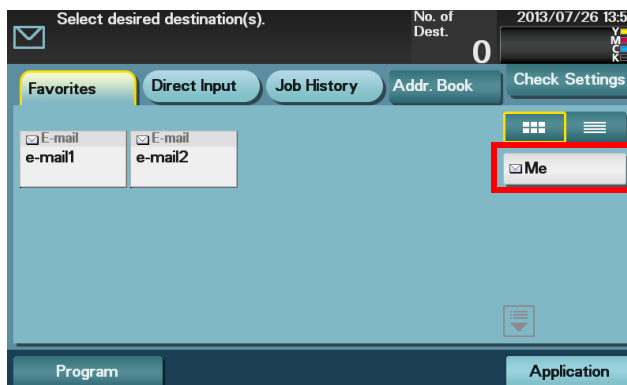 Select desired destination(s).
No. of
Dest.
0
2013/07/26 13:5
Y
M
C
K
Favorites
Direct Input
Job History
Addr. Book
Check Settings
E-mail
e-mail1
E-mail
e-mail2
Me
Program
Application